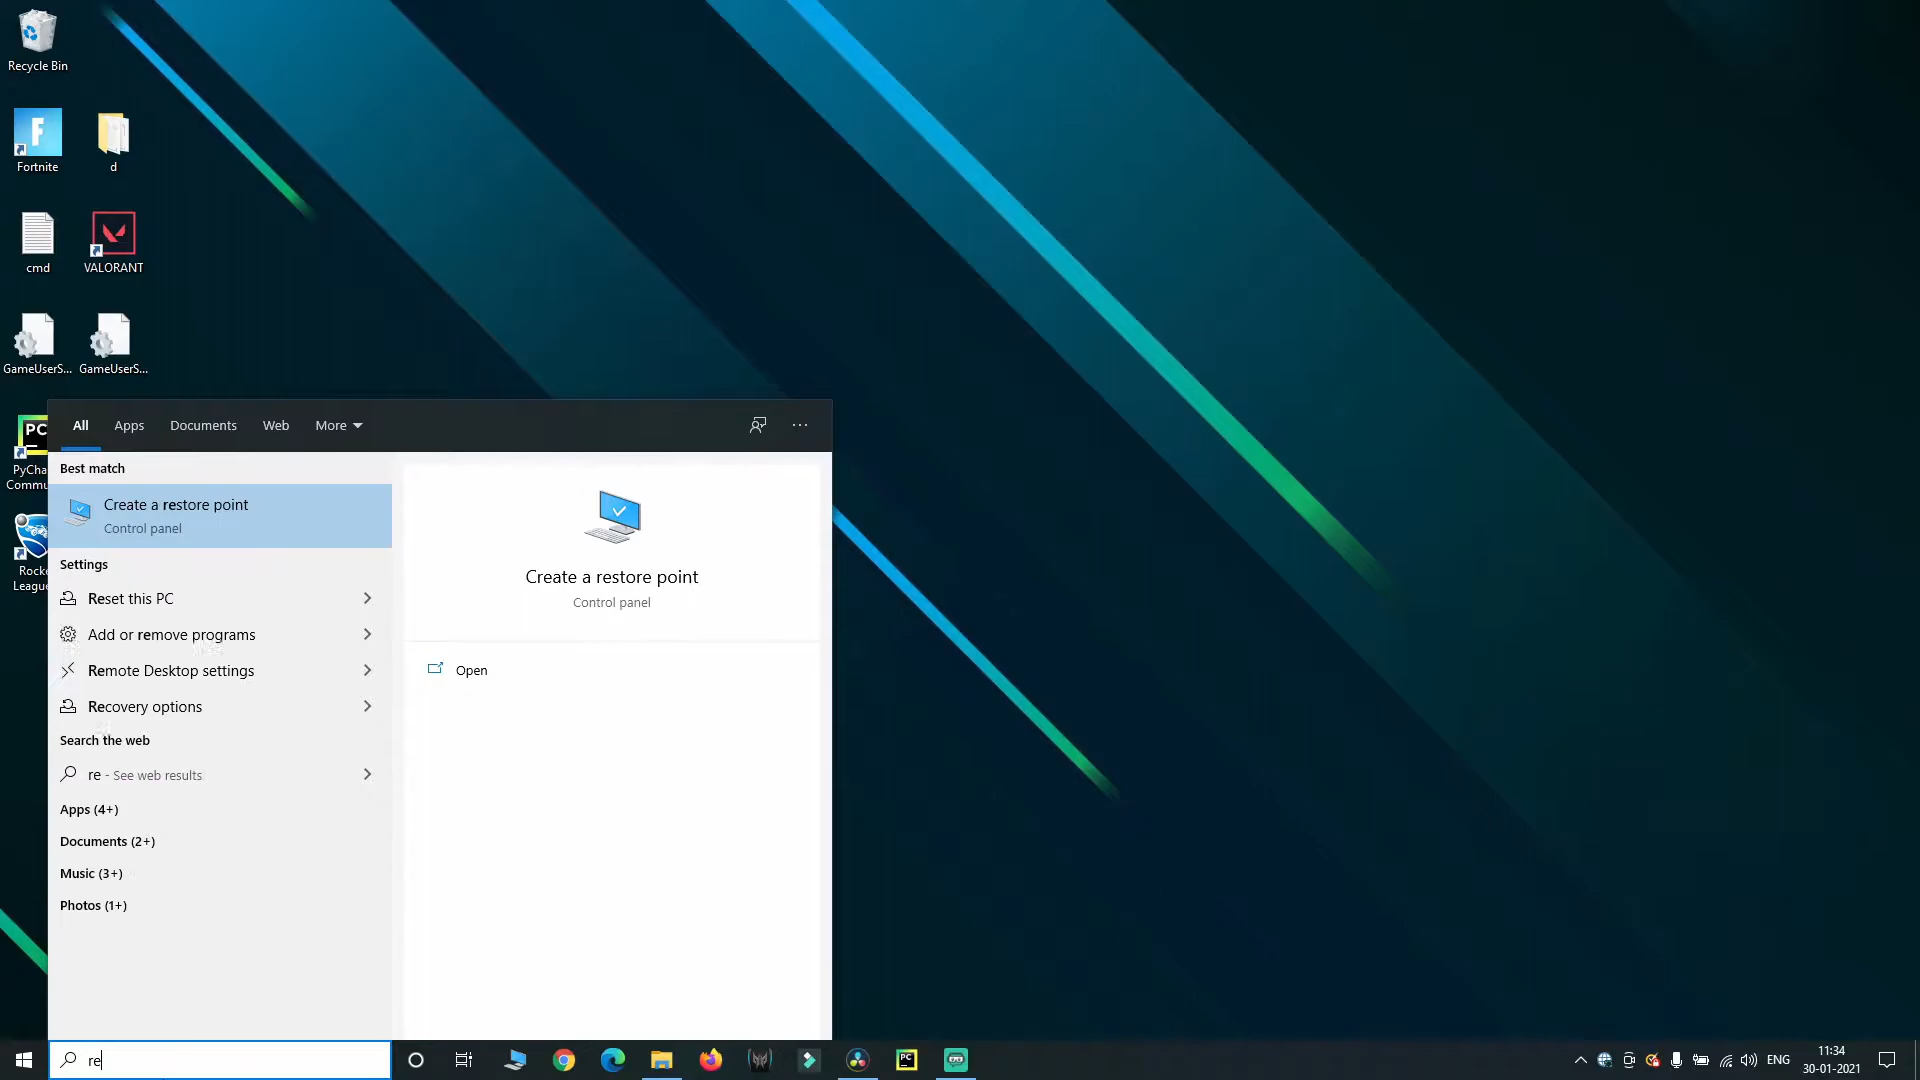 Recycle Bin
Fortnite
d
cmd
VALORANT
GameUserS...
GameUserS...
PC
PyCha
Commu
Rocke
League
All
Apps
Documents
Web
More
Best match
Create a restore point
Control panel
Settings
Reset this PC
Add or remove programs
Remote Desktop settings
Recovery options
Search the web
re - See web results
Apps (4+)
Documents (2+)
Music (3+)
Photos (1+)
Create a restore point
Control panel
Open
re
PC
ENG
11:34
30-01-2021